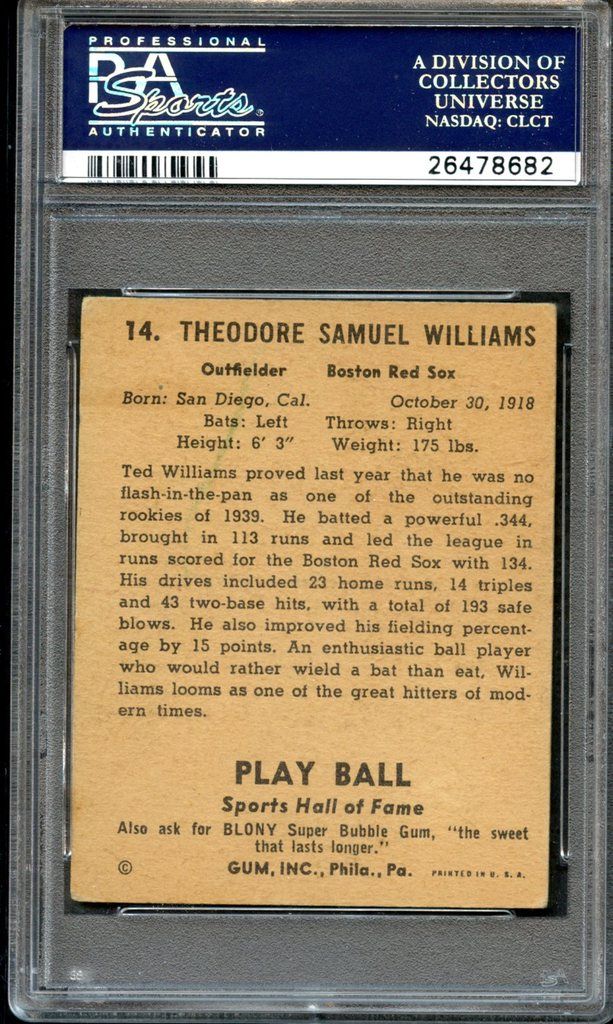 PROFESSIONAL
PSA
Sports
AUTHENTICATOR
A DIVISION OF
COLLECTORS
UNIVERSE
NASDAQ: CLCT
26478682
14. THEODORE SAMUEL WILLIAMS
Outfielder Boston Red Sox
Born: San Diego, Cal. October 30, 1918
Bats: Left Throws: Right
Height: 6' 3" Weight: 175 lbs.
Ted Williams proved last year that he was no
flash-in-the-pan as one of the outstanding
rookies of 1939. He batted a powerful .344,
brought in 113 runs and led the league in
runs scored for the Boston Red Sox with 134.
His drives included 23 home runs, 14 triples
and 43 two-base hits, with a total of 193 safe
blows. He also improved his fielding percent-
age by 15 points. An enthusiastic ball player
who would rather wield a bat than eat, Wil-
liams looms as one of the great hitters of mod-
ern times.
PLAY BALL
Sports Hall of Fame
Also ask for BLONY Super Bubble Gum, "the sweet
that lasts longer."
© GUM, INC., Phila., Pa. PRINTED IN U. S. A.